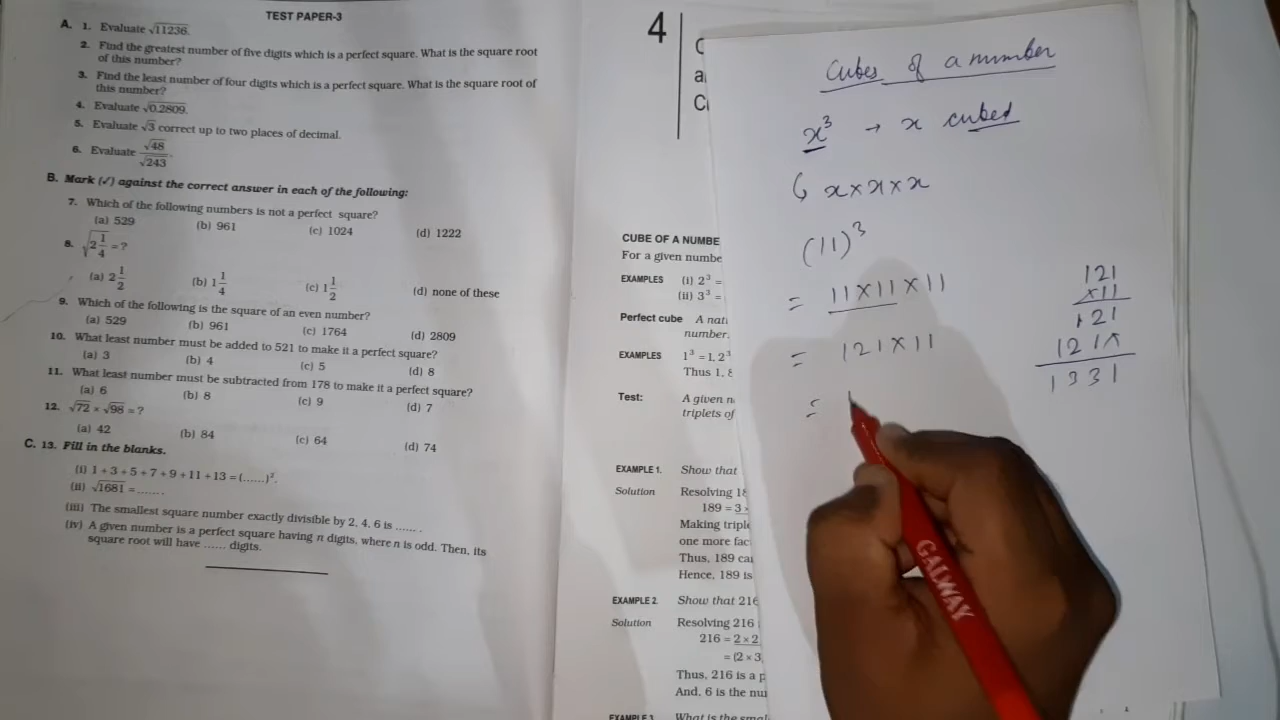 TEST PAPER-3
A. 1. Evaluate √11236.
2. Find the greatest number of five digits which is a perfect square. What is the square root
of this number?
3. Find the least number of four digits which is a perfect square. What is the square root of
this number?
4. Evaluate √0.2809.
5. Evaluate √3 correct up to two places of decimal.
6. Evaluate √48/√243.
B. Mark (✓) against the correct answer in each of the following:
7. Which of the following numbers is not a perfect square?
(a) 529 (b) 961 (c) 1024 (d) 1222
8. √(2 1/4) = ?
(a) 2 1/2 (b) 1 1/4 (c) 1 1/2 (d) none of these
9. Which of the following is the square of an even number?
(a) 529 (b) 961 (c) 1764 (d) 2809
10. What least number must be added to 521 to make it a perfect square?
(a) 3 (b) 4 (c) 5 (d) 8
11. What least number must be subtracted from 178 to make it a perfect square?
(a) 6 (b) 8 (c) 9 (d) 7
12. √72 × √98 = ?
(a) 42 (b) 84 (c) 64 (d) 74
C. 13. Fill in the blanks.
(i) 1 + 3 + 5 + 7 + 9 + 11 + 13 = (......)².
(ii) √1681 = .......
(iii) The smallest square number exactly divisible by 2, 4, 6 is ...... .
(iv) A given number is a perfect square having n digits, where n is odd. Then, its
square root will have ...... digits.
4
CUBE OF A NUMBE
For a given numbe
EXAMPLES (i) 2³ =
(ii) 3³ =
Perfect cube A nat
number.
EXAMPLES 1³ = 1, 2³
Thus 1, 8
Test: A given n
triplets of
EXAMPLE 1. Show that
Solution Resolving 18
189 = 3 ×
Making triple
one more fac
Thus, 189 ca
Hence, 189 is
EXAMPLE 2. Show that 216
Solution Resolving 216
216 = 2 × 2
= (2 × 3
Thus, 216 is a p
And, 6 is the nu
EXAMPLE 3. What is the smal
Cubes of a number
x³ → x cubed
↳ x × x × x
(11)³
= 11 × 11 × 11
= 121 × 11
=
121
×11
121
121×
1331
GALWAY